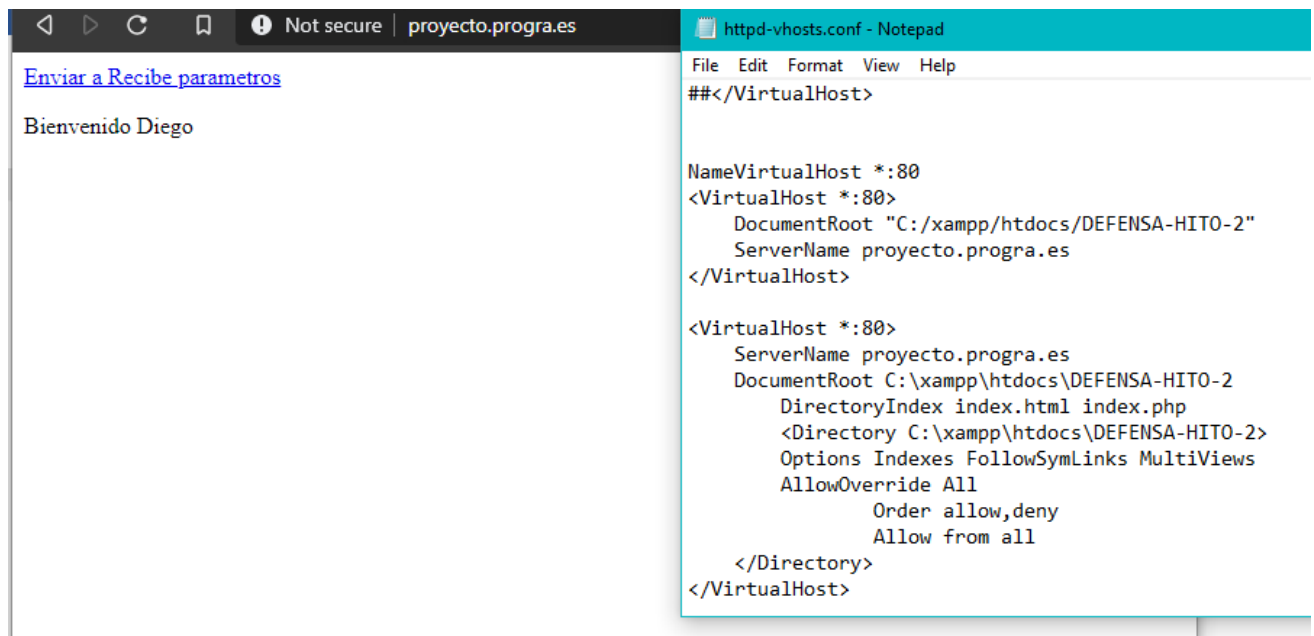 Not secure | proyecto.progra.es
Enviar a Recibe parametros
Bienvenido Diego
httpd-vhosts.conf - Notepad
File Edit Format View Help
##</VirtualHost>
NameVirtualHost *:80
<VirtualHost *:80>
DocumentRoot "C:/xampp/htdocs/DEFENSA-HITO-2"
ServerName proyecto.progra.es
</VirtualHost>
<VirtualHost *:80>
ServerName proyecto.progra.es
DocumentRoot C:\xampp\htdocs\DEFENSA-HITO-2
DirectoryIndex index.html index.php
<Directory C:\xampp\htdocs\DEFENSA-HITO-2>
Options Indexes FollowSymLinks MultiViews
AllowOverride All
Order allow,deny
Allow from all
</Directory>
</VirtualHost>